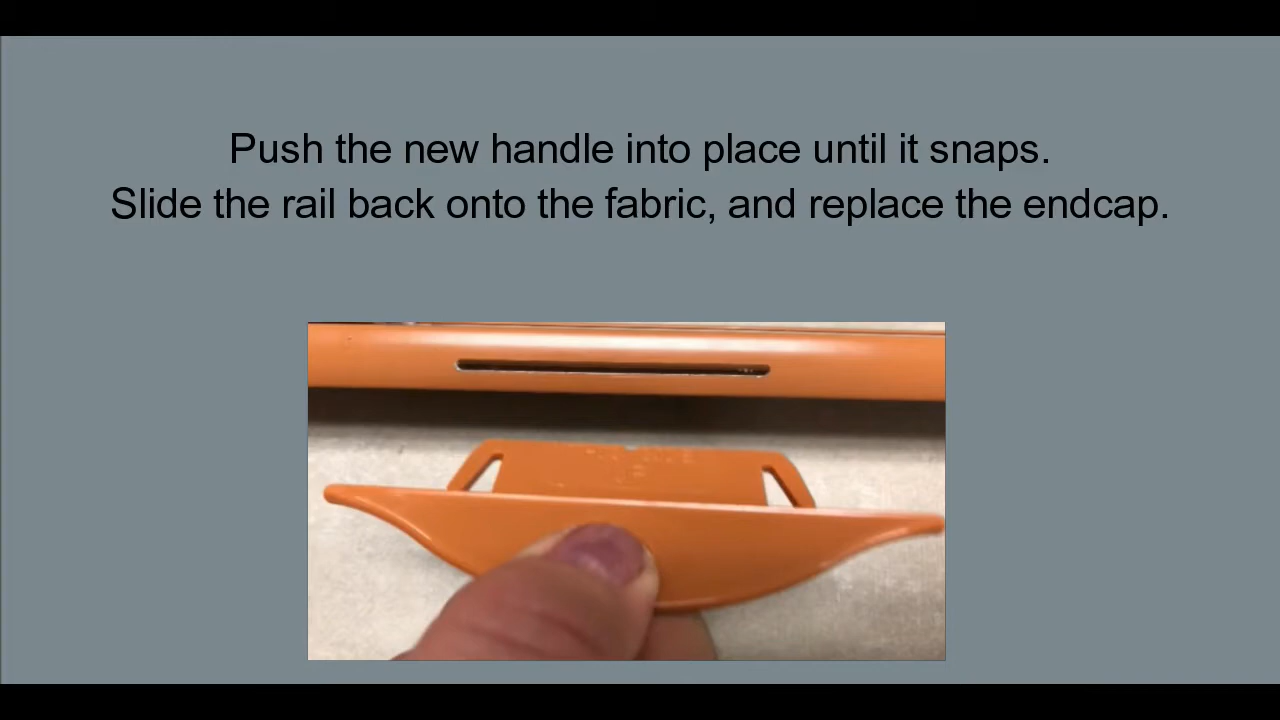 Push the new handle into place until it snaps.
Slide the rail back onto the fabric, and replace the endcap.